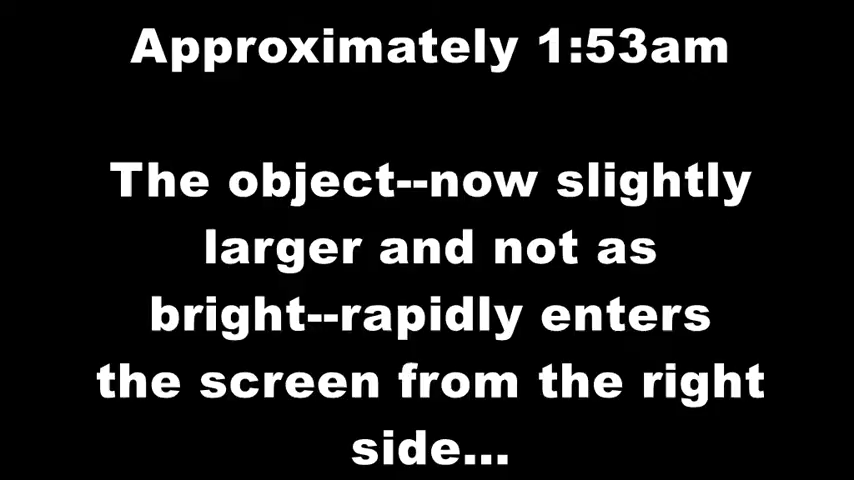 Approximately 1:53am
The object--now slightly
larger and not as
bright--rapidly enters
the screen from the right
side...